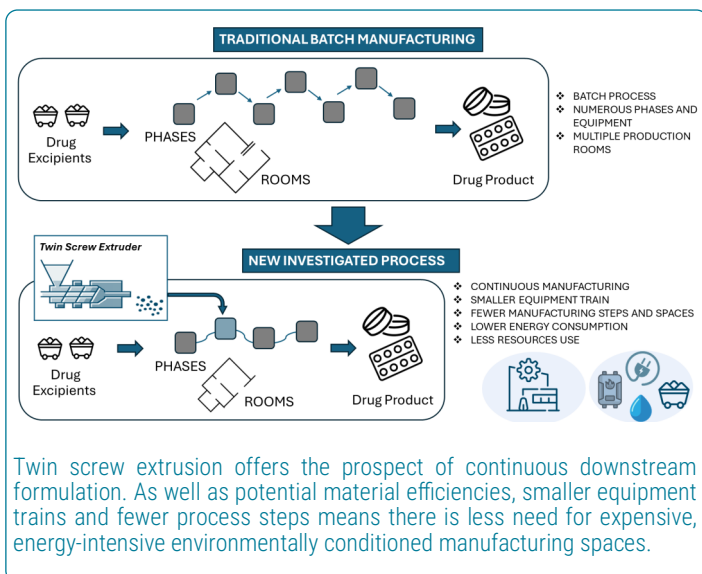 TRADITIONAL BATCH MANUFACTURING
Drug
Excipients
PHASES
ROOMS
Drug Product
❖ BATCH PROCESS
❖ NUMEROUS PHASES AND
EQUIPMENT
❖ MULTIPLE PRODUCTION
ROOMS
NEW INVESTIGATED PROCESS
Twin Screw Extruder
Drug
Excipients
PHASES
ROOMS
Drug Product
❖ CONTINUOUS MANUFACTURING
❖ SMALLER EQUIPMENT TRAIN
❖ FEWER MANUFACTURING STEPS AND SPACES
❖ LOWER ENERGY CONSUMPTION
❖ LESS RESOURCES USE
Twin screw extrusion offers the prospect of continuous downstream
formulation. As well as potential material efficiencies, smaller equipment
trains and fewer process steps means there is less need for expensive,
energy-intensive environmentally conditioned manufacturing spaces.